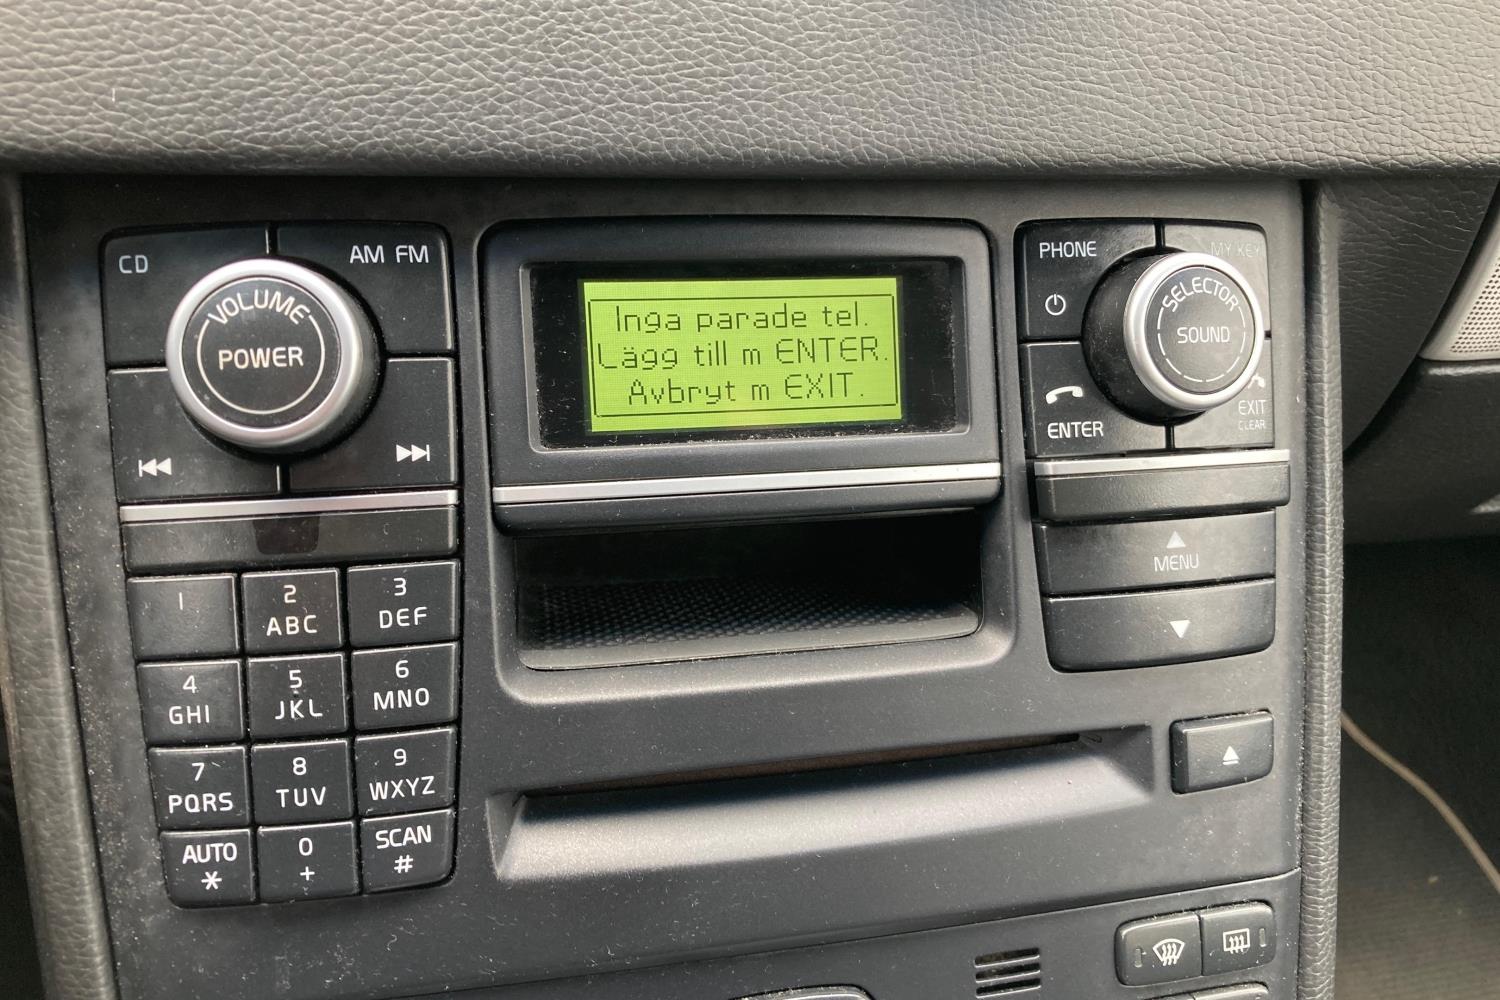 CD
AM FM
VOLUME
POWER
Inga parade tel.
Lägg till m ENTER.
Avbryt m EXIT.
PHONE
MY KEY
SELECTOR
SOUND
ENTER
EXIT
CLEAR
MENU
1
2
ABC
3
DEF
4
GHI
5
JKL
6
MNO
7
PQRS
8
TUV
9
WXYZ
AUTO
*
0
+
SCAN
#